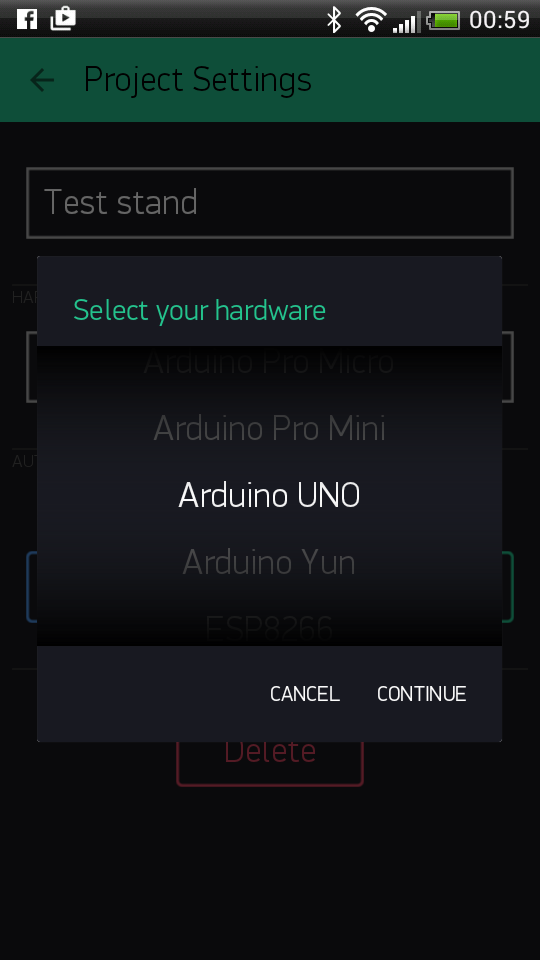 00:59
Project Settings
Test stand
HA
Select your hardware
Arduino Pro Micro
Arduino Pro Mini
AU
Arduino UNO
Arduino Yun
ESP8266
CANCEL CONTINUE
Delete